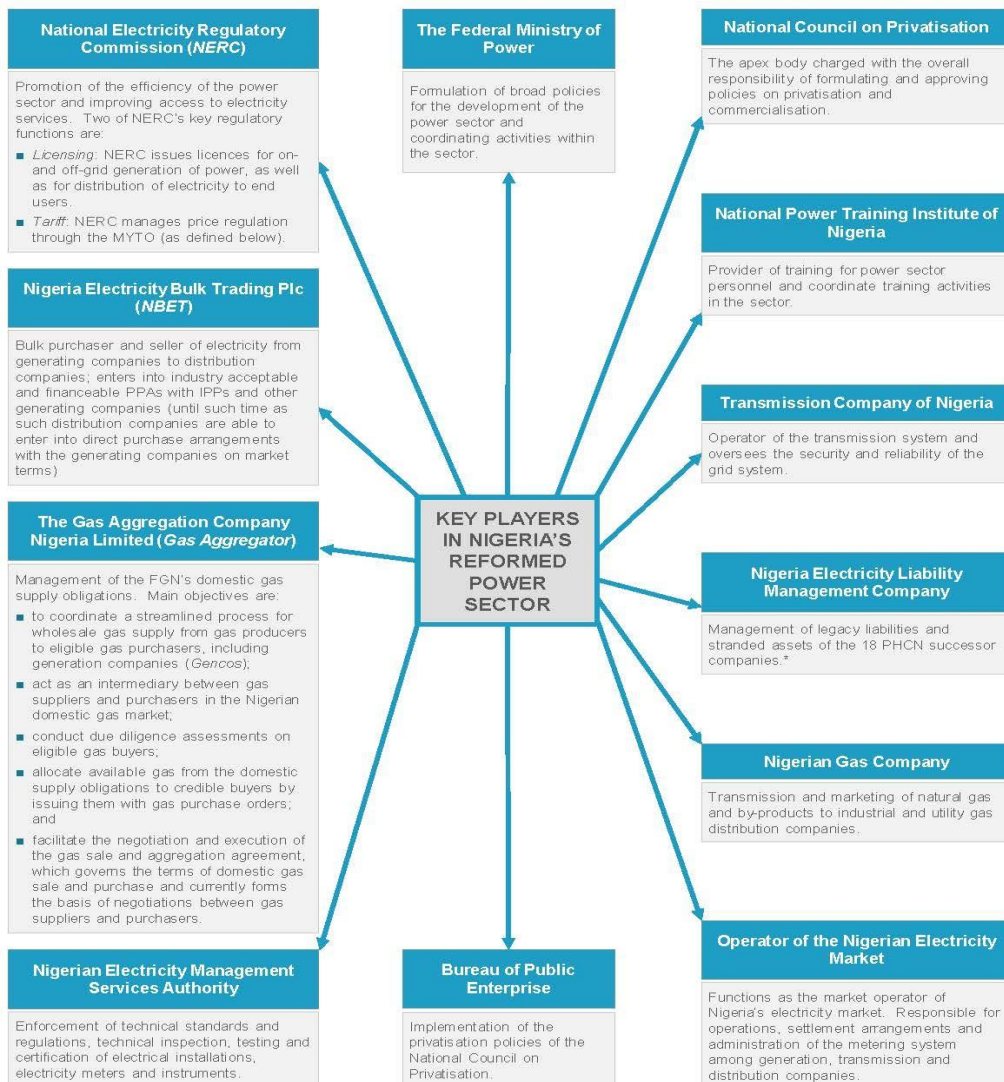 National Electricity Regulatory
Commission (NERC)
Promotion of the efficiency of the power
sector and improving access to electricity
services. Two of NERC's key regulatory
functions are:
■ Licensing: NERC issues licences for on-
and off-grid generation of power, as well
as for distribution of electricity to end
users.
■ Tariff: NERC manages price regulation
through the MYTO (as defined below).
Nigeria Electricity Bulk Trading Plc
(NBET)
Bulk purchaser and seller of electricity from
generating companies to distribution
companies; enters into industry acceptable
and financeable PPAs with IPPs and other
generating companies (until such time as
such distribution companies are able to
enter into direct purchase arrangements
with the generating companies on market
terms)
The Gas Aggregation Company
Nigeria Limited (Gas Aggregator)
Management of the FGN's domestic gas
supply obligations. Main objectives are:
■ to coordinate a streamlined process for
wholesale gas supply from gas producers
to eligible gas purchasers, including
generation companies (Gencos);
■ act as an intermediary between gas
suppliers and purchasers in the Nigerian
domestic gas market;
■ conduct due diligence assessments on
eligible gas buyers;
■ allocate available gas from the domestic
supply obligations to credible buyers by
issuing them with gas purchase orders;
and
■ facilitate the negotiation and execution of
the gas sale and aggregation agreement,
which governs the terms of domestic gas
sale and purchase and currently forms
the basis of negotiations between gas
suppliers and purchasers.
Nigerian Electricity Management
Services Authority
Enforcement of technical standards and
regulations, technical inspection, testing and
certification of electrical installations,
electricity meters and instruments.
The Federal Ministry of
Power
Formulation of broad policies
for the development of the
power sector and
coordinating activities within
the sector.
KEY PLAYERS
IN NIGERIA'S
REFORMED
POWER
SECTOR
Bureau of Public
Enterprise
Implementation of the
privatisation policies of the
National Council on
Privatisation.
National Council on Privatisation
The apex body charged with the overall
responsibility of formulating and approving
policies on privatisation and
commercialisation.
National Power Training Institute of
Nigeria
Provider of training for power sector
personnel and coordinate training activities
in the sector.
Transmission Company of Nigeria
Operator of the transmission system and
oversees the security and reliability of the
grid system.
Nigeria Electricity Liability
Management Company
Management of legacy liabilities and
stranded assets of the 18 PHCN successor
companies.*
Nigerian Gas Company
Transmission and marketing of natural gas
and by-products to industrial and utility gas
distribution companies.
Operator of the Nigerian Electricity
Market
Functions as the market operator of
Nigeria's electricity market. Responsible for
operations, settlement arrangements and
administration of the metering system
among generation, transmission and
distribution companies.